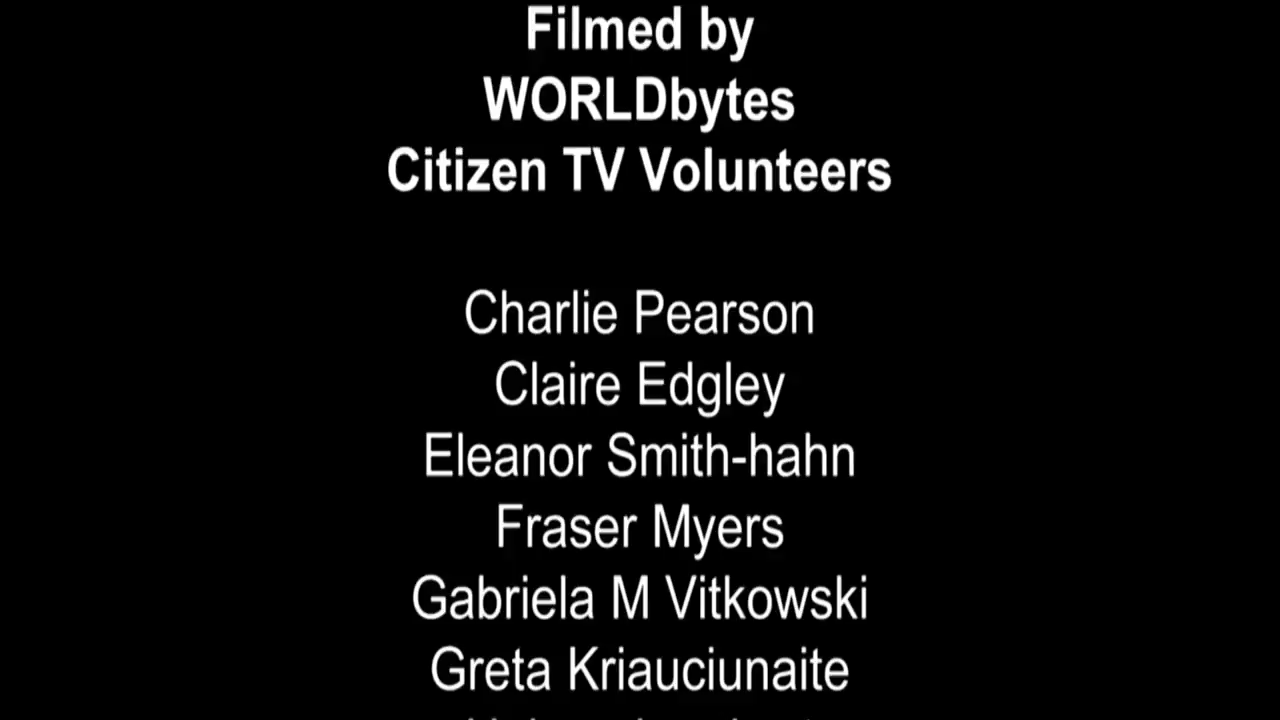 Filmed by
WORLDbytes
Citizen TV Volunteers
Charlie Pearson
Claire Edgley
Eleanor Smith-hahn
Fraser Myers
Gabriela M Vitkowski
Greta Kriauciunaite